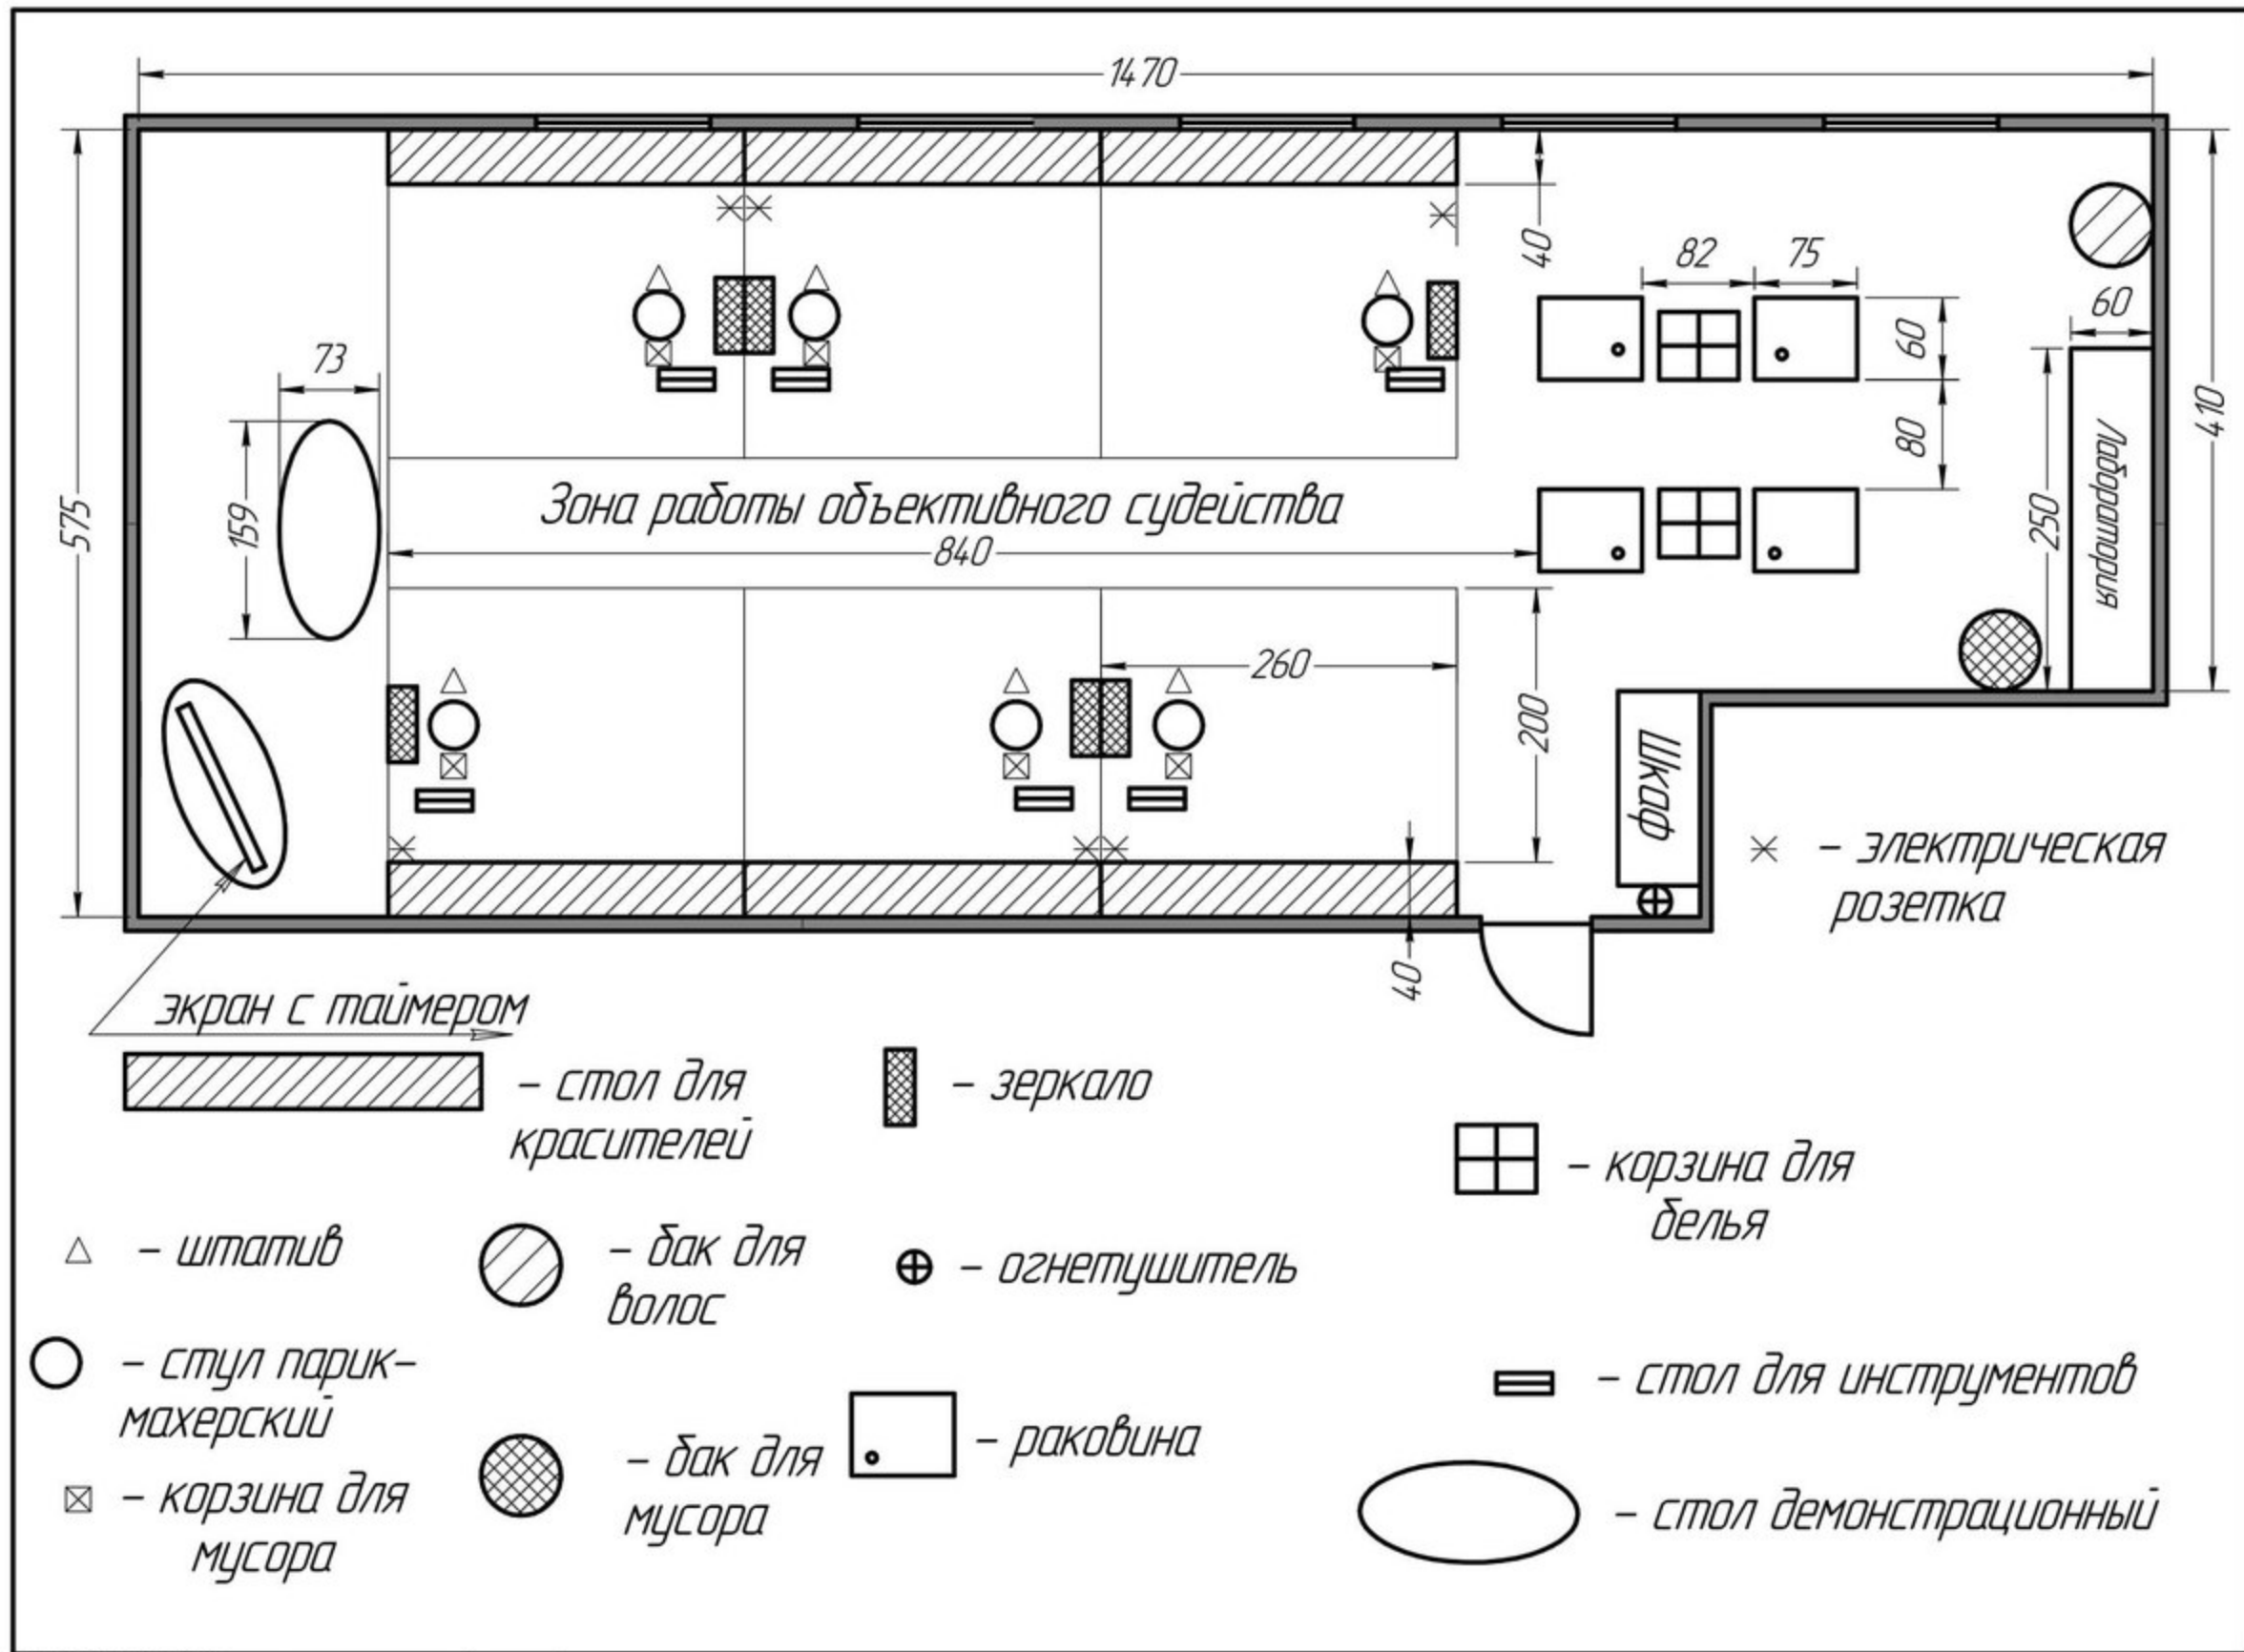 1470
40
82
75
60
60
73
80
410
Лаборатория
250
Зона работы объективного судейства
840
575
159
260
200
Шкаф
40
- электрическая
розетка
экран с таймером
- стол для
красителей
- зеркало
- корзина для
белья
- штатив
- бак для
волос
- огнетушитель
- стул парик-
махерский
- стол для инструментов
- бак для
мусора
- раковина
- корзина для
мусора
- стол демонстрационный